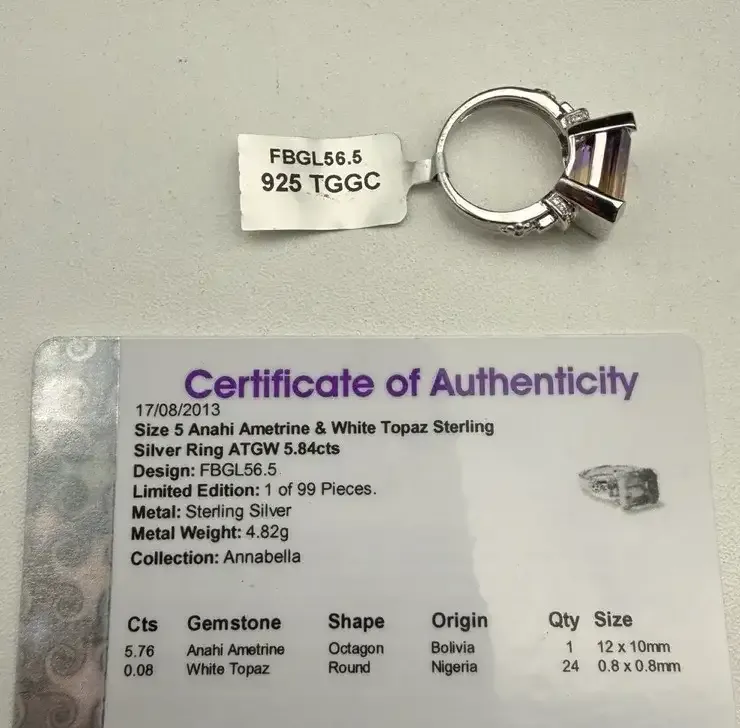 FBGL56.5
925 TGGC
Certificate of Authenticity
17/08/2013
Size 5 Anahi Ametrine & White Topaz Sterling
Silver Ring ATGW 5.84cts
Design: FBGL56.5
Limited Edition: 1 of 99 Pieces.
Metal: Sterling Silver
Metal Weight: 4.82g
Collection: Annabella
Cts Gemstone Shape Origin Qty Size
5.76 Anahi Ametrine Octagon Bolivia 1 12 x 10mm
0.08 White Topaz Round Nigeria 24 0.8 x 0.8mm